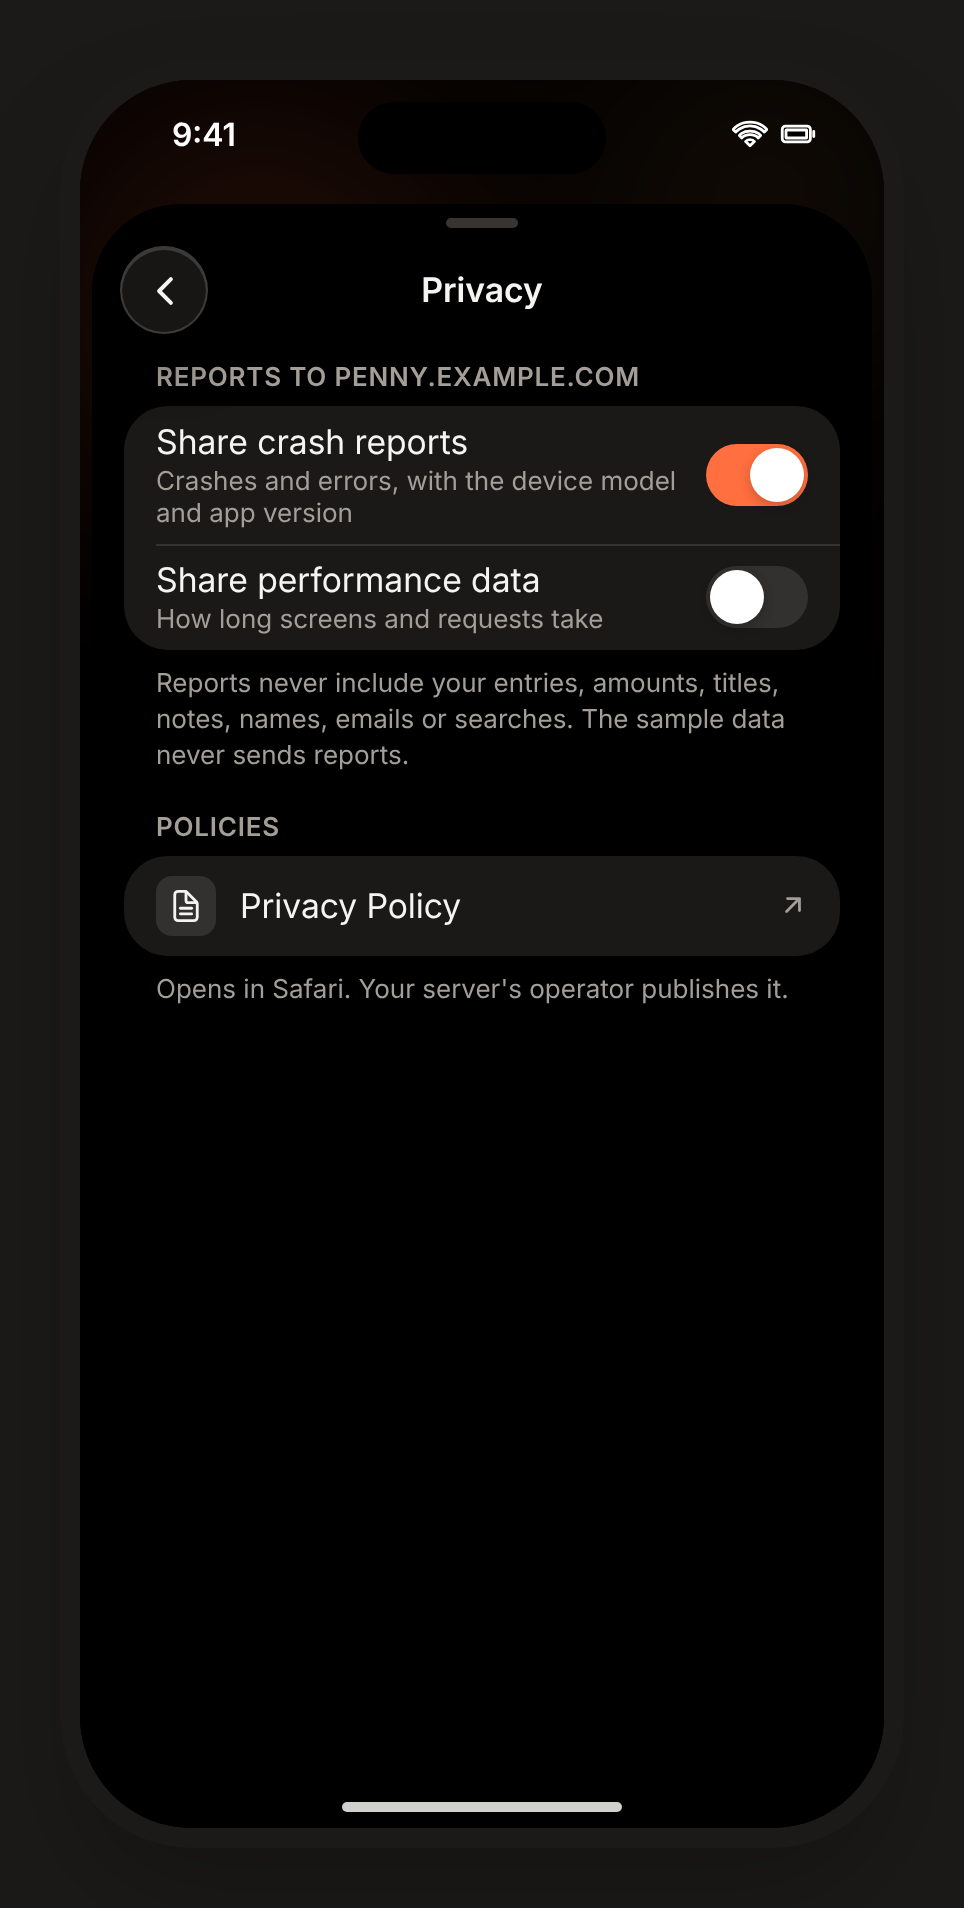 9:41
Privacy
REPORTS TO PENNY.EXAMPLE.COM
Share crash reports
Crashes and errors, with the device model
and app version
Share performance data
How long screens and requests take
Reports never include your entries, amounts, titles,
notes, names, emails or searches. The sample data
never sends reports.
POLICIES
Privacy Policy
Opens in Safari. Your server's operator publishes it.